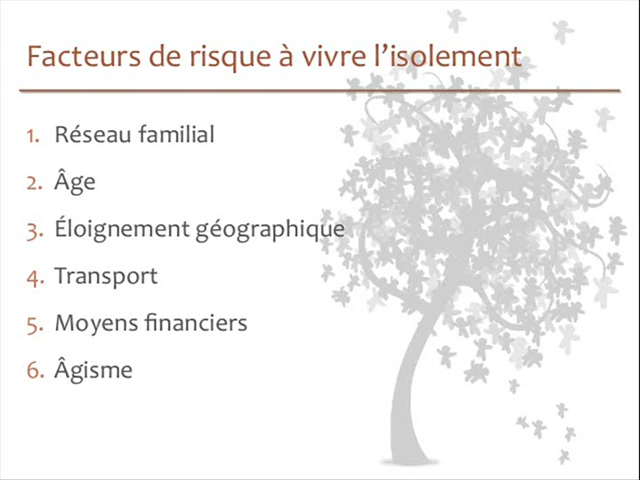 Facteurs de risque à vivre l’isolement
1. Réseau familial
2. Âge
3. Éloignement géographique
4. Transport
5. Moyens financiers
6. Âgisme